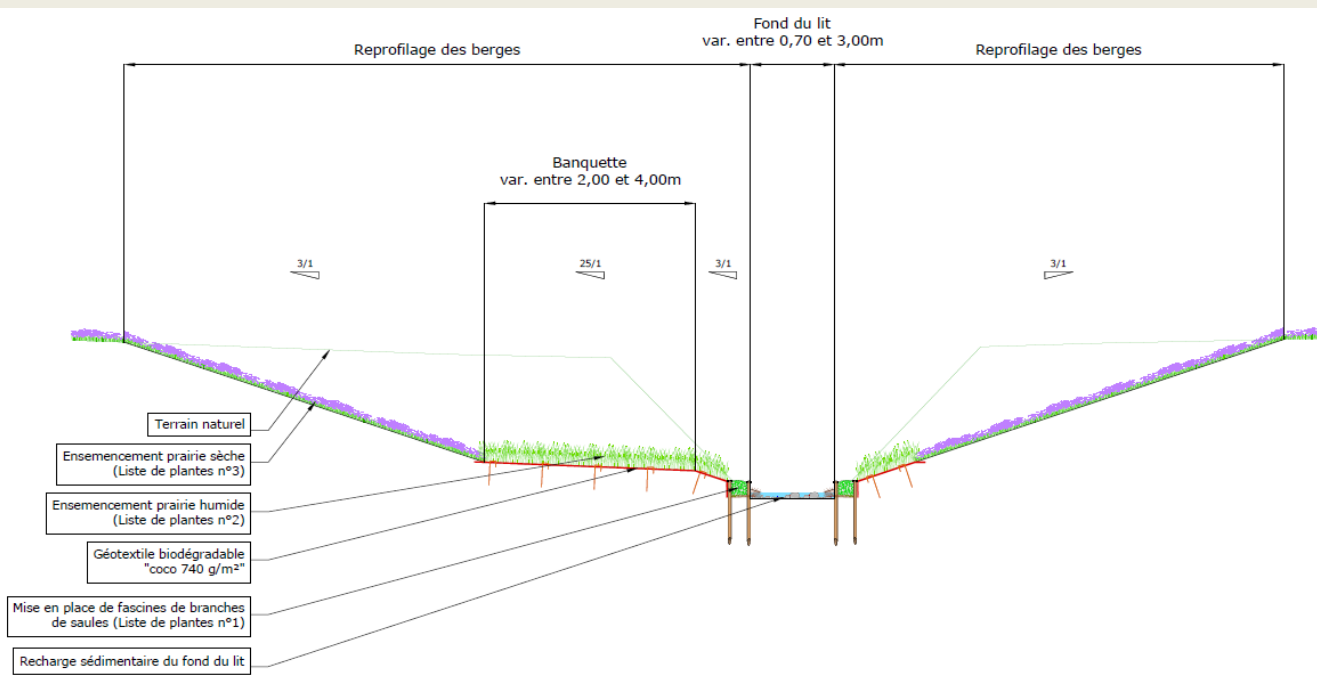 Fond du lit
var. entre 0,70 et 3,00m
Reprofilage des berges
Reprofilage des berges
Banquette
var. entre 2,00 et 4,00m
3/1
25/1
3/1
3/1
Terrain naturel
Ensemencement prairie sèche
(Liste de plantes n°3)
Ensemencement prairie humide
(Liste de plantes n°2)
Géotextile biodégradable
"coco 740 g/m²"
Mise en place de fascines de branches
de saules (Liste de plantes n°1)
Recharge sédimentaire du fond du lit